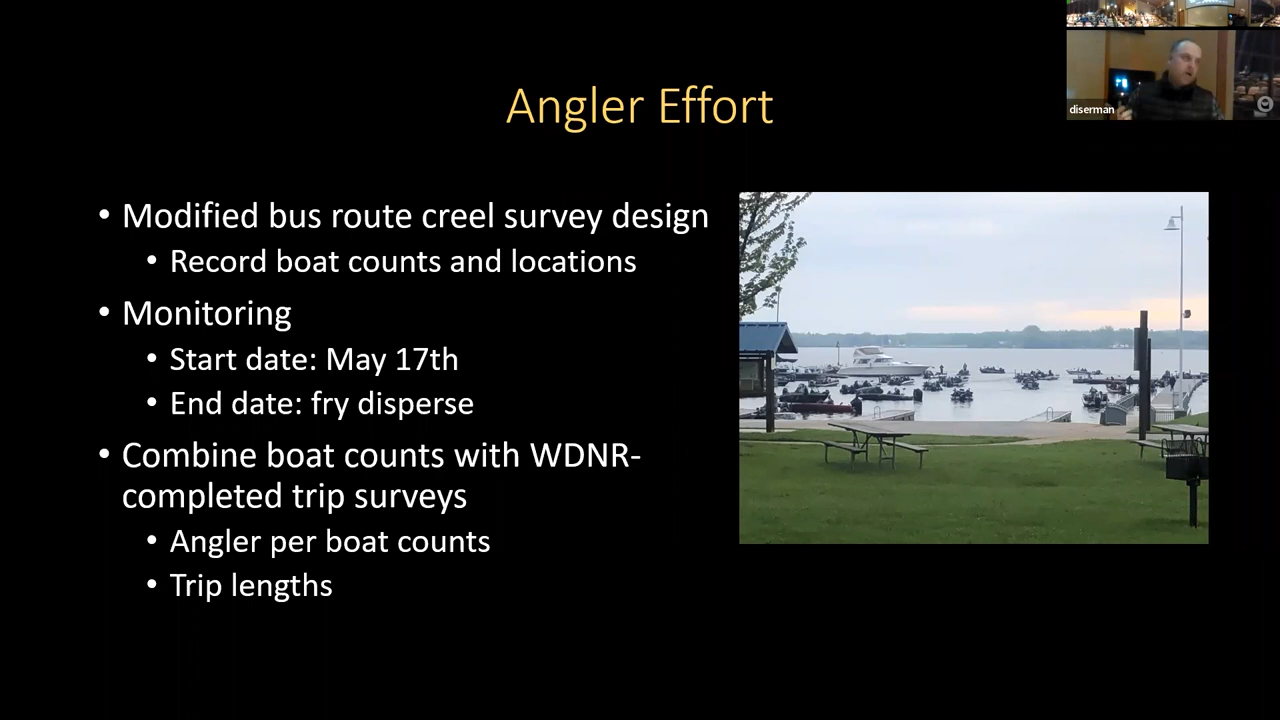 diserman
Angler Effort
• Modified bus route creel survey design
• Record boat counts and locations
• Monitoring
• Start date: May 17th
• End date: fry disperse
• Combine boat counts with WDNR-
completed trip surveys
• Angler per boat counts
• Trip lengths